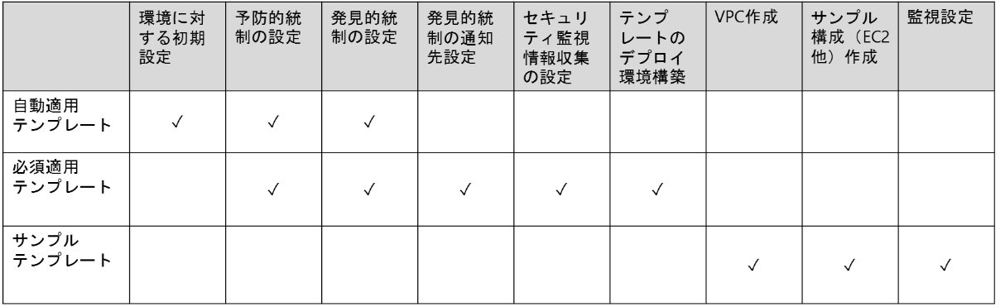 環境に対
する初期
設定
予防的統
制の設定
発見的統
制の設定
発見的統
制の通知
先設定
セキュリ
ティ監視
情報収集
の設定
テンプ
レートの
デプロイ
環境構築
VPC作成
サンプル
構成（EC2
他）作成
監視設定
自動適用
テンプレート
✓ ✓ ✓
必須適用
テンプレート
✓ ✓ ✓ ✓ ✓
サンプル
テンプレート
✓ ✓ ✓